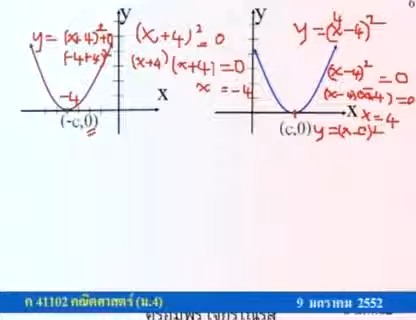 6
y
y = (x+4)²+0
(-4+4)²
-4
(-c,0)
x
(x+4)² = 0
(x+4)(x+4) = 0
x = -4
y
y = (x-4)²
4
(x-4)² = 0
x = 4
x
(c,0)
y = (x-c)²
ค 41102 คณิตศาสตร์ (ม.4)
9 มกราคม 2552